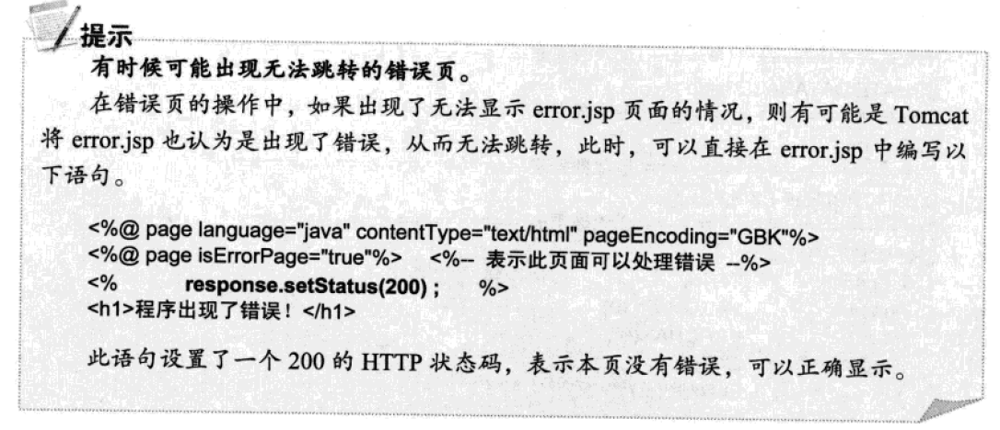 提示
有时候可能出现无法跳转的错误页。
在错误页的操作中，如果出现了无法显示 error.jsp 页面的情况，则有可能是 Tomcat
将 error.jsp 也认为是出现了错误，从而无法跳转，此时，可以直接在 error.jsp 中编写以
下语句。
<%@ page language="java" contentType="text/html" pageEncoding="GBK"%>
<%@ page isErrorPage="true"%> <%-- 表示此页面可以处理错误 --%>
<% response.setStatus(200) ; %>
<h1>程序出现了错误！</h1>
此语句设置了一个 200 的 HTTP 状态码，表示本页没有错误，可以正确显示。